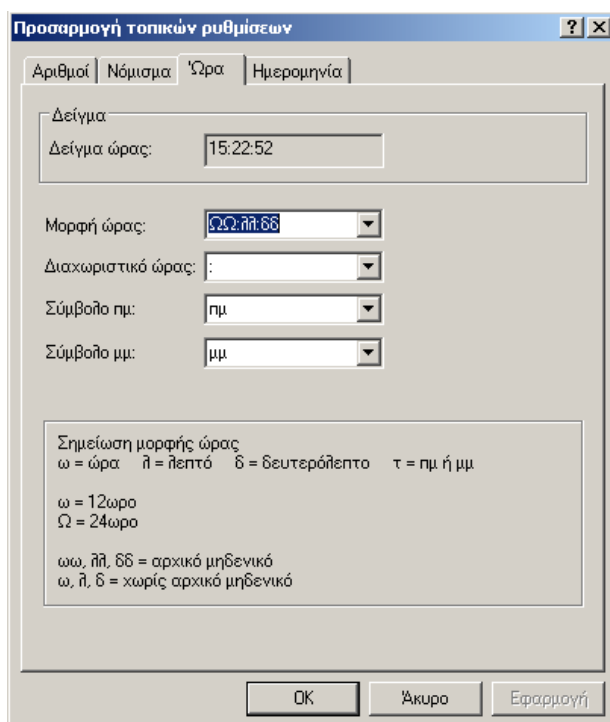 Προσαρμογή τοπικών ρυθμίσεων
Αριθμοί Νόμισμα Ώρα Ημερομηνία
Δείγμα
Δείγμα ώρας: 15:22:52
Μορφή ώρας: ΩΩ:λλ:δδ
Διαχωριστικό ώρας: :
Σύμβολο πμ: πμ
Σύμβολο μμ: μμ
Σημείωση μορφής ώρας
ω = ώρα λ = λεπτό δ = δευτερόλεπτο τ = πμ ή μμ
ω = 12ωρο
Ω = 24ωρο
ωω, λλ, δδ = αρχικό μηδενικό
ω, λ, δ = χωρίς αρχικό μηδενικό
OK Άκυρο Εφαρμογή